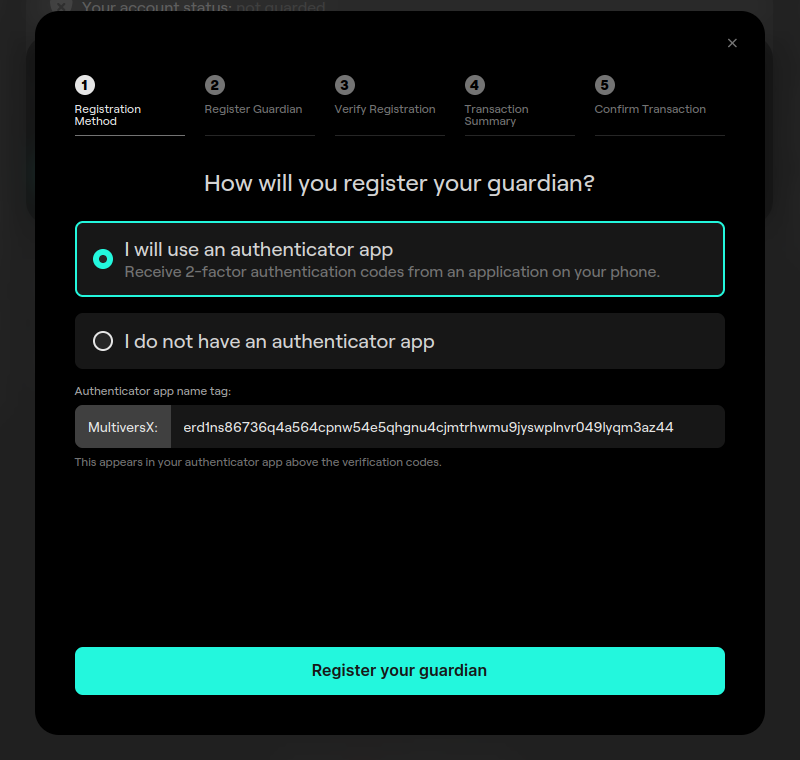 Your account status: not guarded
1
2
3
4
5
Registration
Method
Register Guardian
Verify Registration
Transaction
Summary
Confirm Transaction
How will you register your guardian?
I will use an authenticator app
Receive 2-factor authentication codes from an application on your phone.
I do not have an authenticator app
Authenticator app name tag:
MultiversX: erd1ns86736q4a564cpnw54e5qhgnu4cjmtrhwmu9jyswplnvr049lyqm3az44
This appears in your authenticator app above the verification codes.
Register your guardian